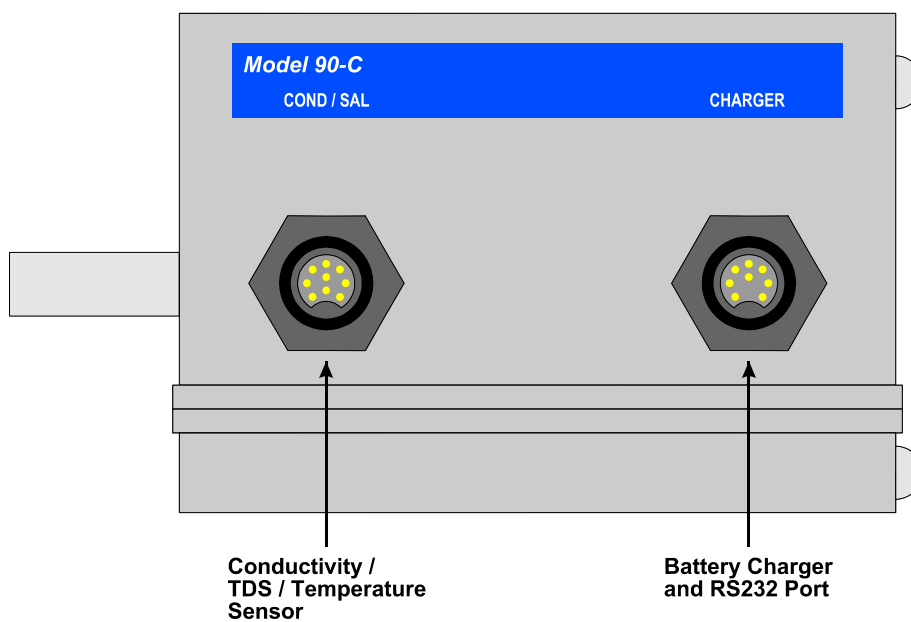 Model 90-C
COND / SAL
CHARGER
Conductivity /
TDS / Temperature
Sensor
Battery Charger
and RS232 Port